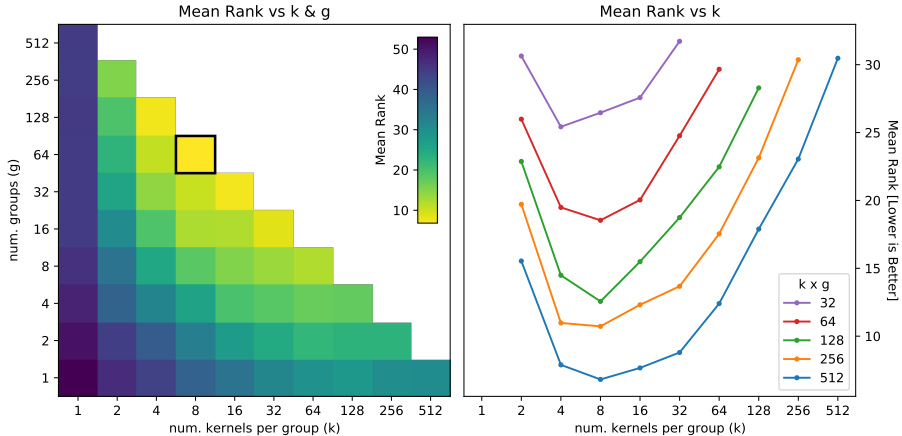 Mean Rank vs k & g
num. groups (g)
512
256
128
64
32
16
8
4
2
1
1 2 4 8 16 32 64 128 256 512
num. kernels per group (k)
Mean Rank
50
40
30
20
10
Mean Rank vs k
30
25
20
15
10
Mean Rank [Lower is Better]
k x g
32
64
128
256
512
1 2 4 8 16 32 64 128 256 512
num. kernels per group (k)